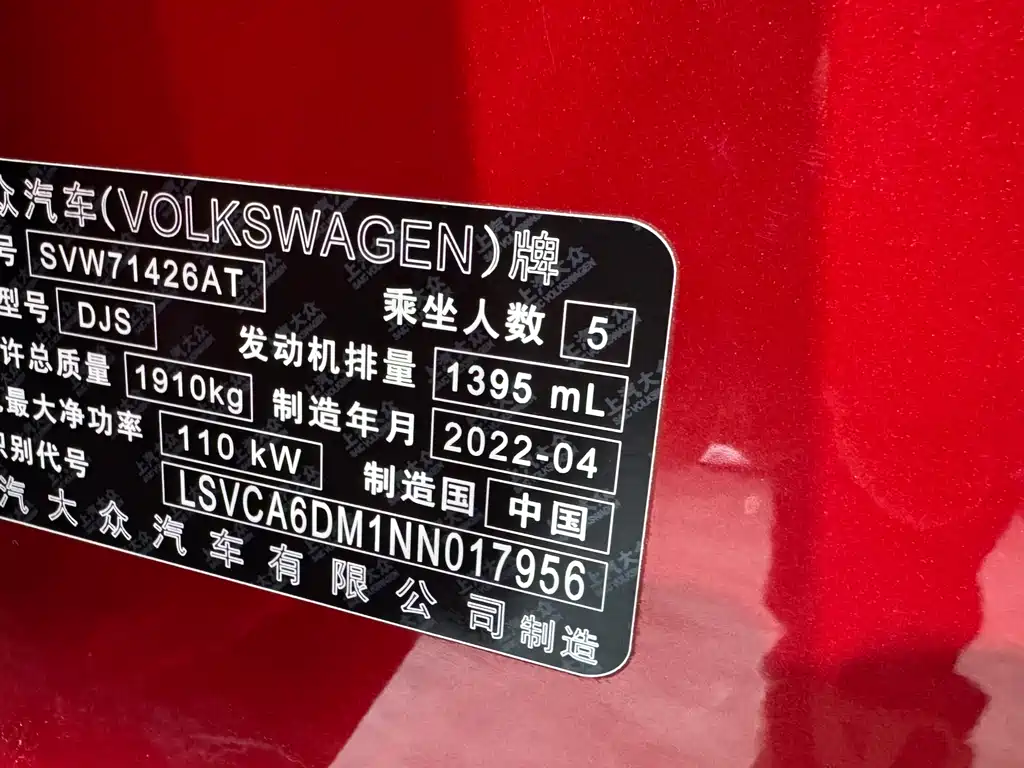 众汽车(VOLKSWAGEN)牌
号 SVW71426AT 乘坐人数 5
型号 DJS 发动机排量 1395 mL
许总质量 1910kg 制造年月 2022-04
最大净功率 110 kW 制造国 中国
识别代号 LSVCA6DM1NN017956
汽大众汽车有限公司制造